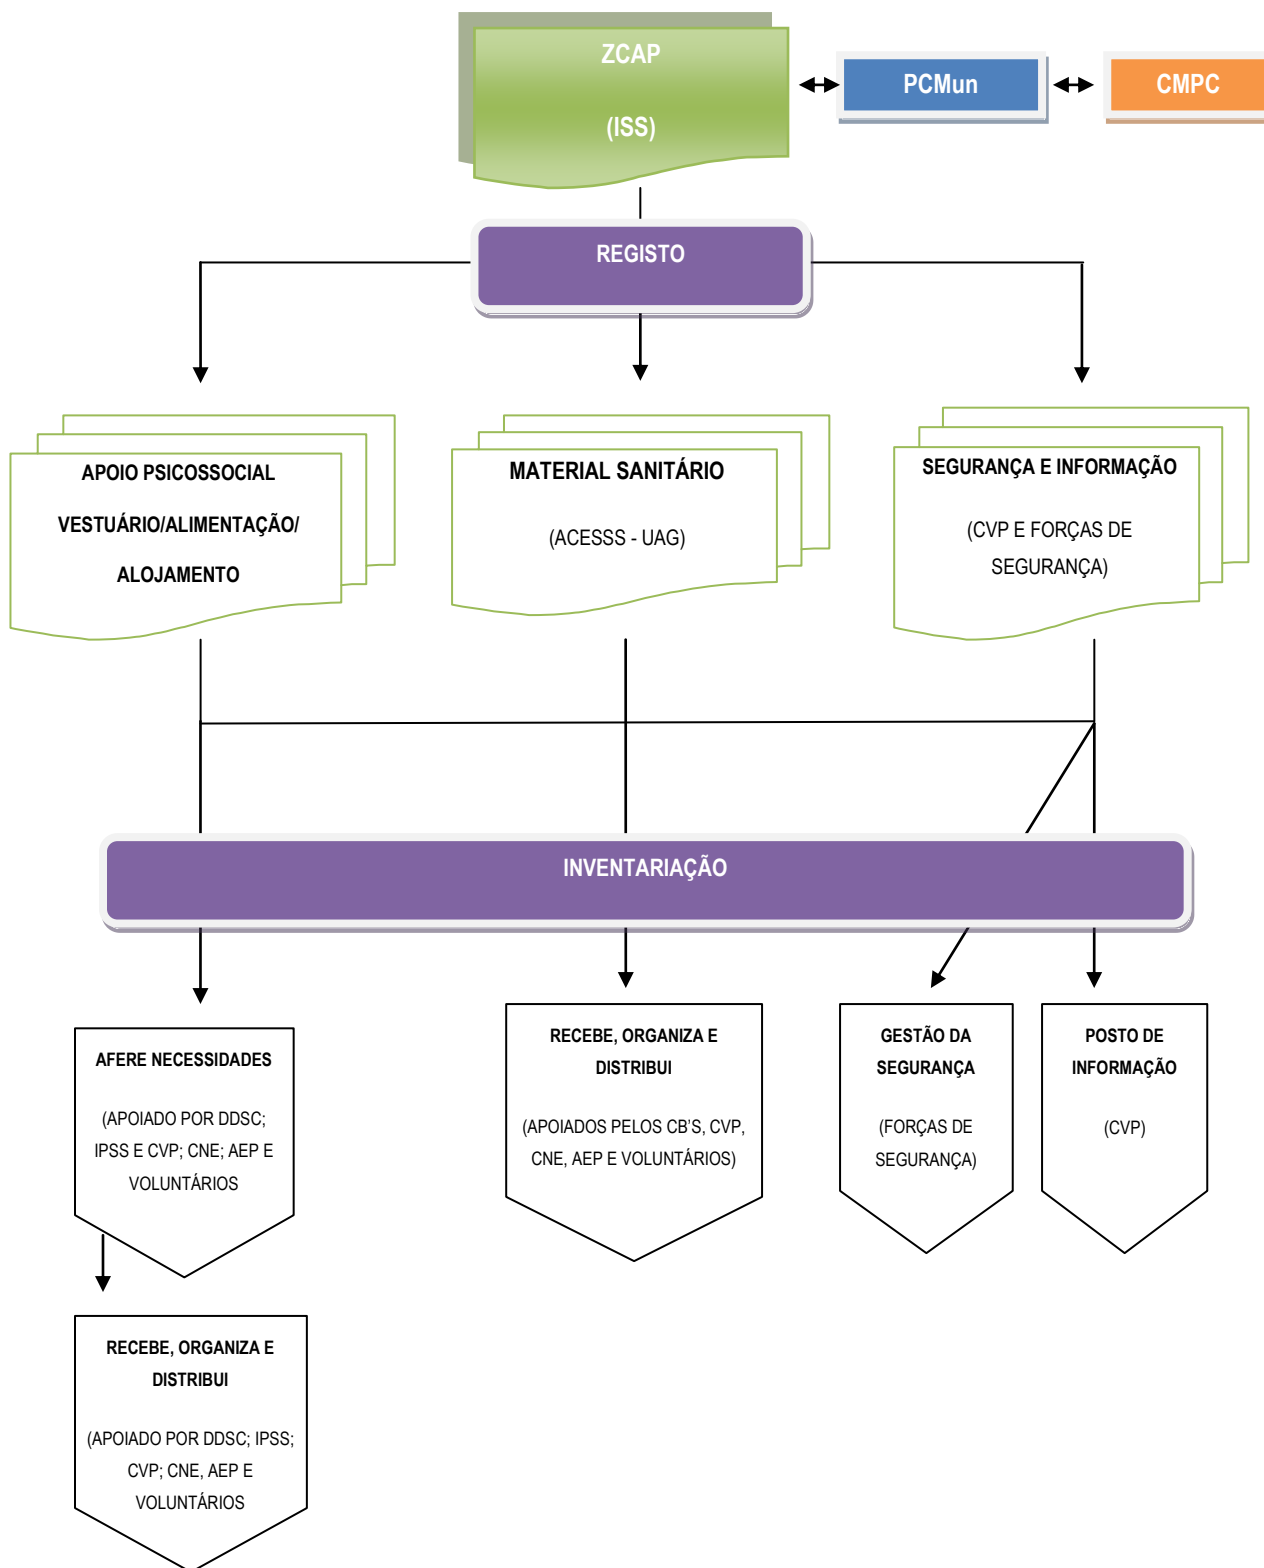 ZCAP
(ISS)
PCMun
CMPC
REGISTO
APOIO PSICOSSOCIAL
VESTUÁRIO/ALIMENTAÇÃO/
ALOJAMENTO
MATERIAL SANITÁRIO
(ACESSS - UAG)
SEGURANÇA E INFORMAÇÃO
(CVP E FORÇAS DE
SEGURANÇA)
INVENTARIAÇÃO
AFERE NECESSIDADES
(APOIADO POR DDSC;
IPSS E CVP; CNE; AEP E
VOLUNTÁRIOS
RECEBE, ORGANIZA E
DISTRIBUI
(APOIADOS PELOS CB'S, CVP,
CNE, AEP E VOLUNTÁRIOS)
GESTÃO DA
SEGURANÇA
(FORÇAS DE
SEGURANÇA)
POSTO DE
INFORMAÇÃO
(CVP)
RECEBE, ORGANIZA E
DISTRIBUI
(APOIADO POR DDSC; IPSS;
CVP; CNE, AEP E
VOLUNTÁRIOS